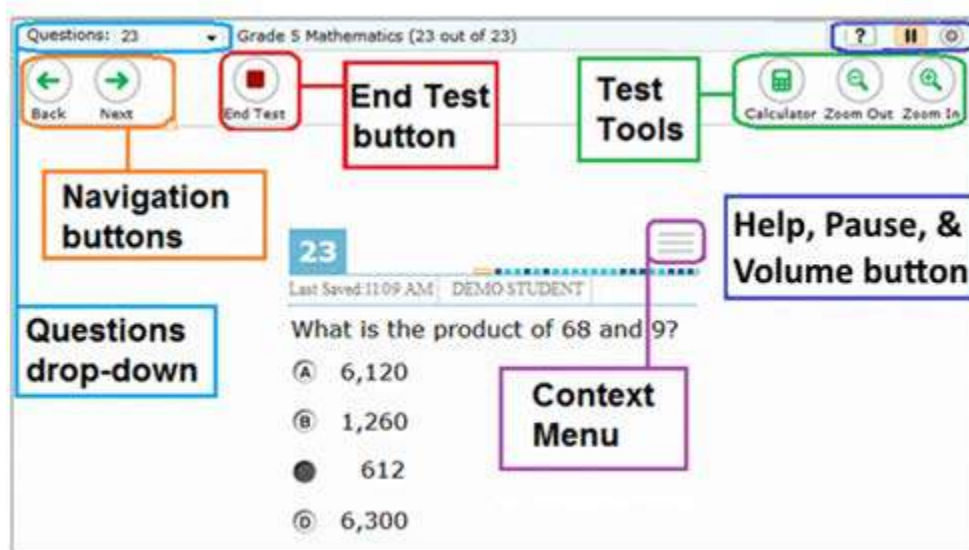 Questions: 23 Grade 5 Mathematics (23 out of 23) ?
Back Next End Test Calculator Zoom Out Zoom In
End Test
button
Test
Tools
Navigation
buttons
Help, Pause, &
Volume button
23
Last Saved:11:09 AM DEMO STUDENT
Questions
drop-down
What is the product of 68 and 9?
A 6,120
B 1,260
612
D 6,300
Context
Menu